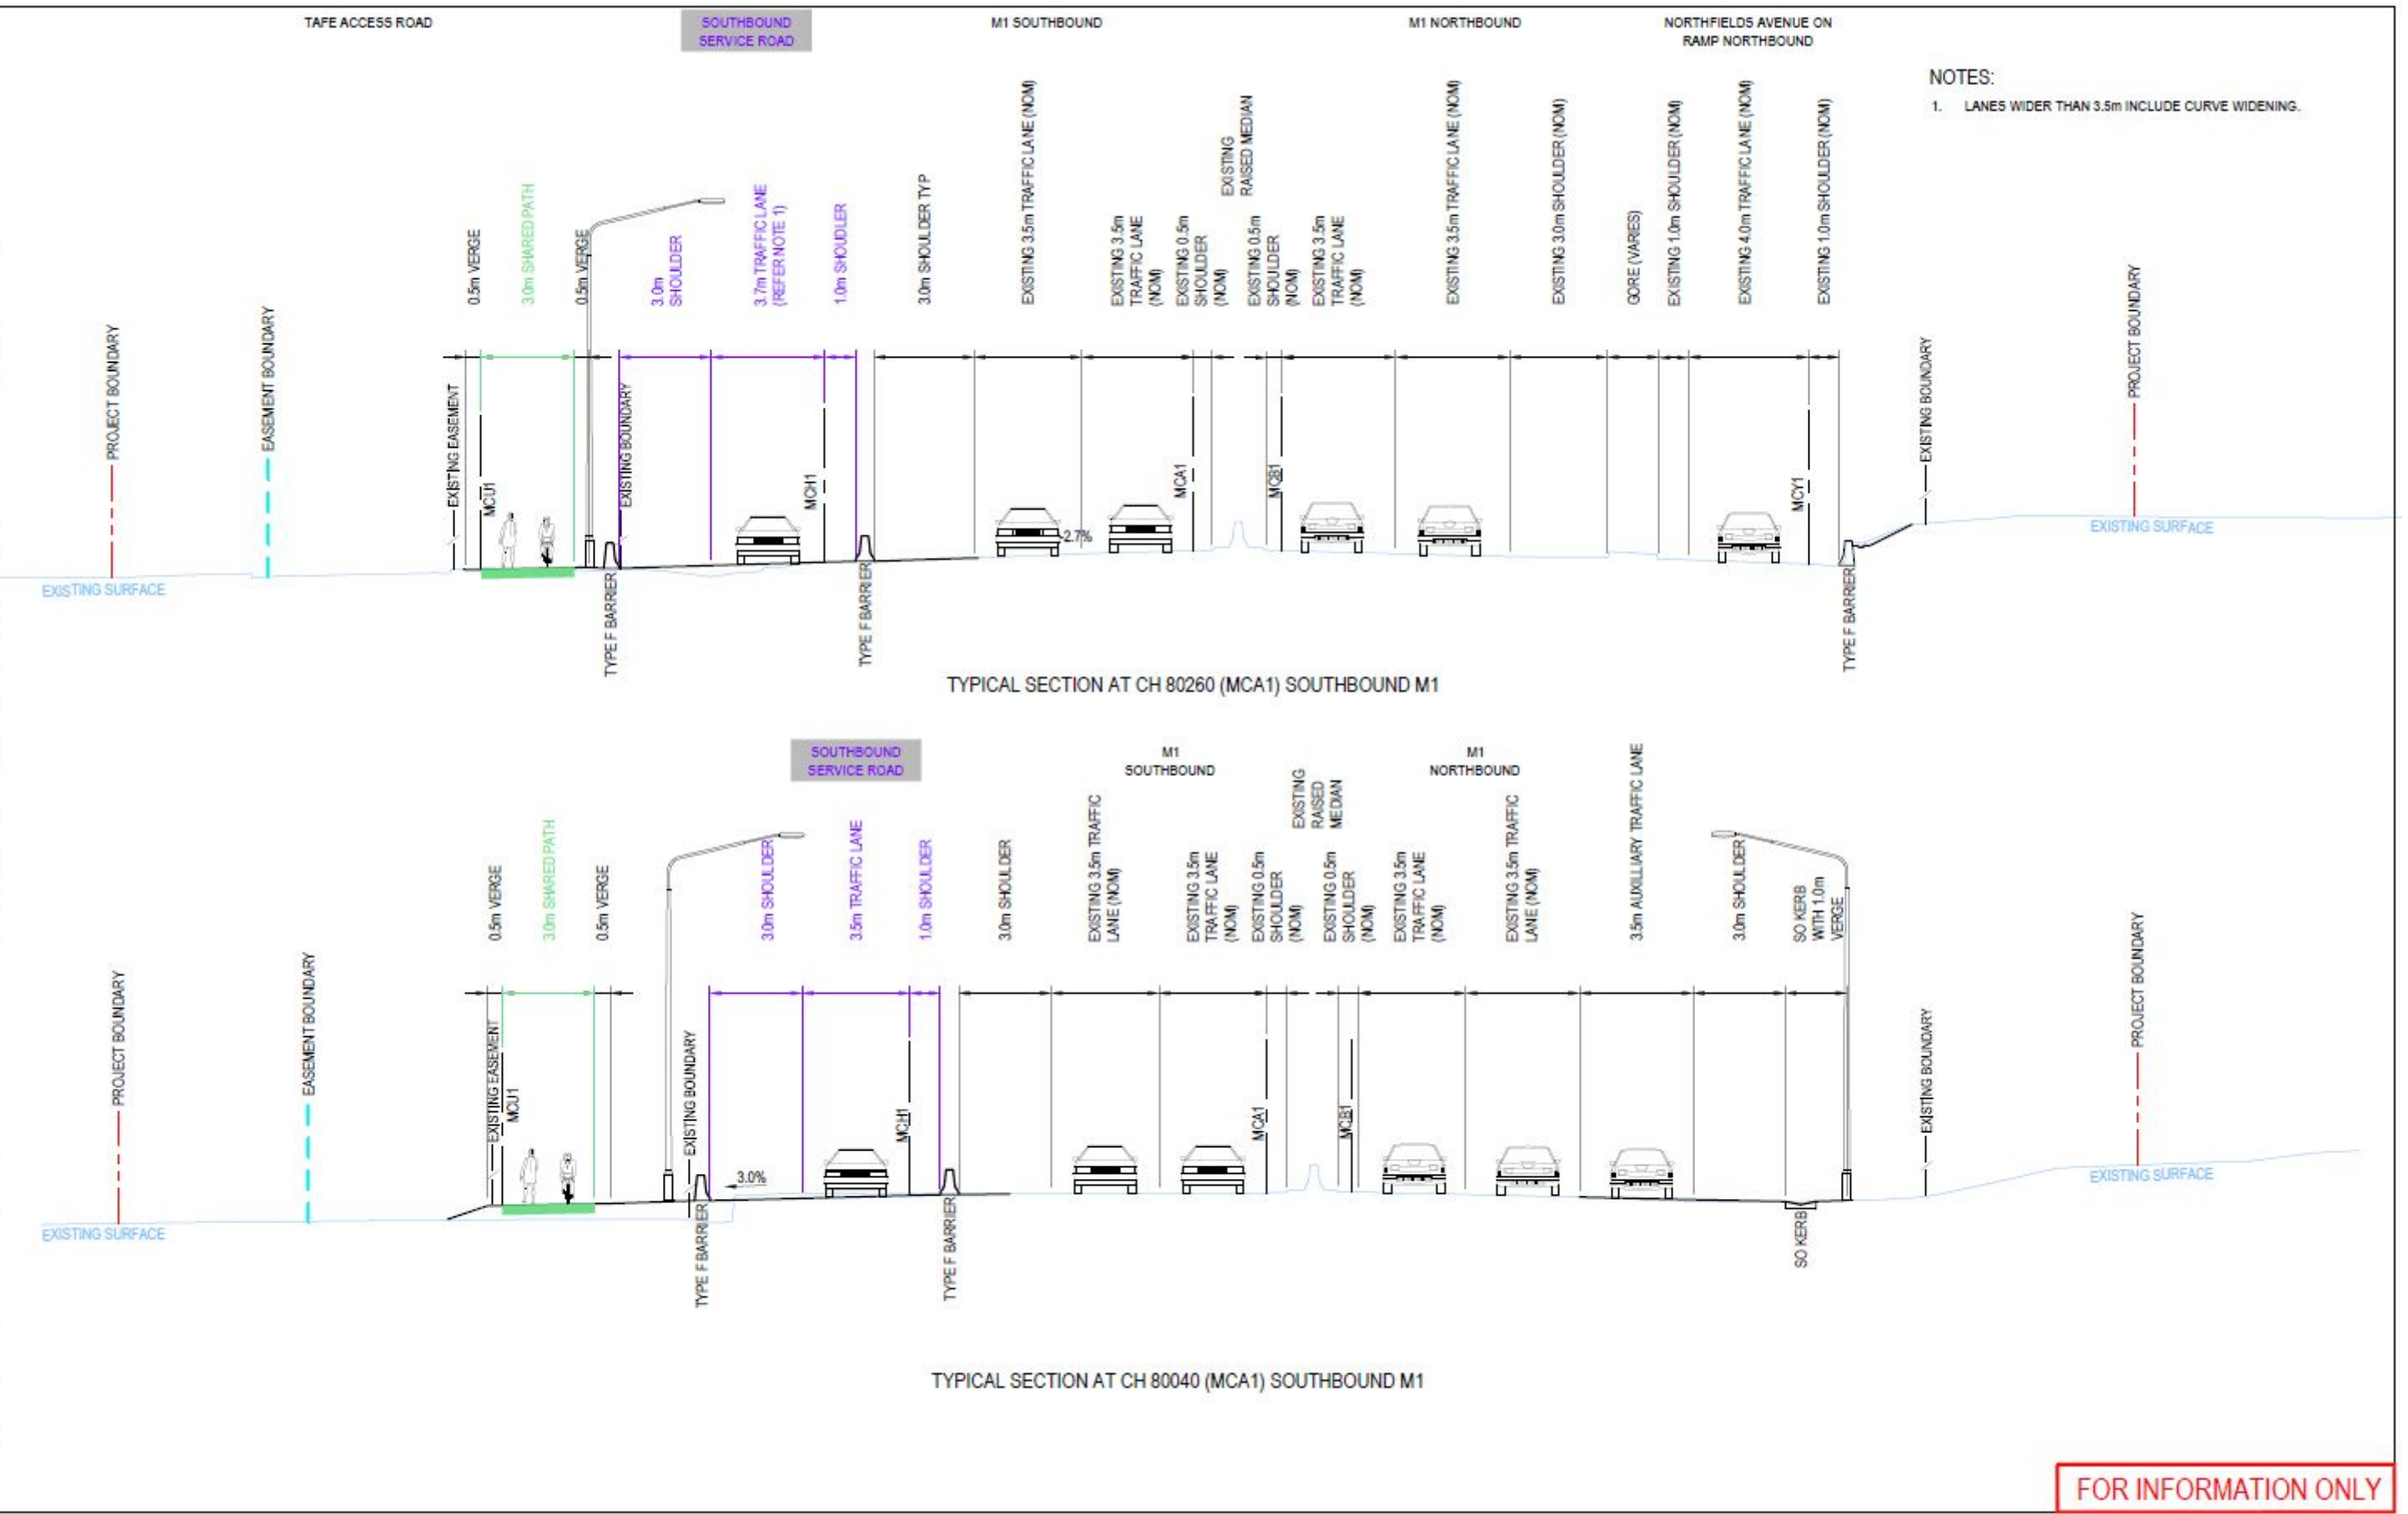 TAFE ACCESS ROAD
SOUTHBOUND
SERVICE ROAD
M1 SOUTHBOUND
M1 NORTHBOUND
NORTHFIELDS AVENUE ON
RAMP NORTHBOUND
NOTES:
1. LANES WIDER THAN 3.5m INCLUDE CURVE WIDENING.
PROJECT BOUNDARY
EASEMENT BOUNDARY
EXISTING EASEMENT
0.5m VERGE
MCU1
3.0m SHARED PATH
0.5m VERGE
EXISTING BOUNDARY
3.0m
SHOULDER
3.7m TRAFFIC LANE
(REFER NOTE 1)
MCH1
1.0m SHOUDLER
3.0m SHOULDER TYP
EXISTING 3.5m TRAFFIC LANE (NOM)
-2.7%
EXISTING 3.5m
TRAFFIC LANE
(NOM)
MCA1
EXISTING 0.5m
SHOULDER
(NOM)
EXISTING
RAISED MEDIAN
EXISTING 0.5m
SHOULDER
(NOM)
MCB1
EXISTING 3.5m
TRAFFIC LANE
(NOM)
EXISTING 3.5m TRAFFIC LANE (NOM)
EXISTING 3.0m SHOULDER (NOM)
GORE (VARIES)
EXISTING 1.0m SHOULDER (NOM)
EXISTING 4.0m TRAFFIC LANE (NOM)
MCY1
EXISTING 1.0m SHOULDER (NOM)
EXISTING BOUNDARY
PROJECT BOUNDARY
EXISTING SURFACE
EXISTING SURFACE
TYPE F BARRIER
TYPE F BARRIER
TYPE F BARRIER
TYPICAL SECTION AT CH 80260 (MCA1) SOUTHBOUND M1
SOUTHBOUND
SERVICE ROAD
M1
SOUTHBOUND
M1
NORTHBOUND
PROJECT BOUNDARY
EASEMENT BOUNDARY
EXISTING EASEMENT
0.5m VERGE
MCU1
3.0m SHARED PATH
0.5m VERGE
EXISTING BOUNDARY
3.0m SHOULDER
3.0%
3.5m TRAFFIC LANE
MCH1
1.0m SHOULDER
3.0m SHOULDER
EXISTING 3.5m TRAFFIC
LANE (NOM)
EXISTING 3.5m
TRAFFIC LANE
(NOM)
MCA1
EXISTING 0.5m
SHOULDER
(NOM)
EXISTING
RAISED
MEDIAN
EXISTING 0.5m
SHOULDER
(NOM)
MCB1
EXISTING 3.5m
TRAFFIC LANE
(NOM)
EXISTING 3.5m TRAFFIC
LANE (NOM)
3.5m AUXILLIARY TRAFFIC LANE
3.0m SHOULDER
SO KERB
WITH 1.0m
VERGE
EXISTING BOUNDARY
PROJECT BOUNDARY
EXISTING SURFACE
EXISTING SURFACE
TYPE F BARRIER
TYPE F BARRIER
SO KERB
TYPICAL SECTION AT CH 80040 (MCA1) SOUTHBOUND M1
FOR INFORMATION ONLY